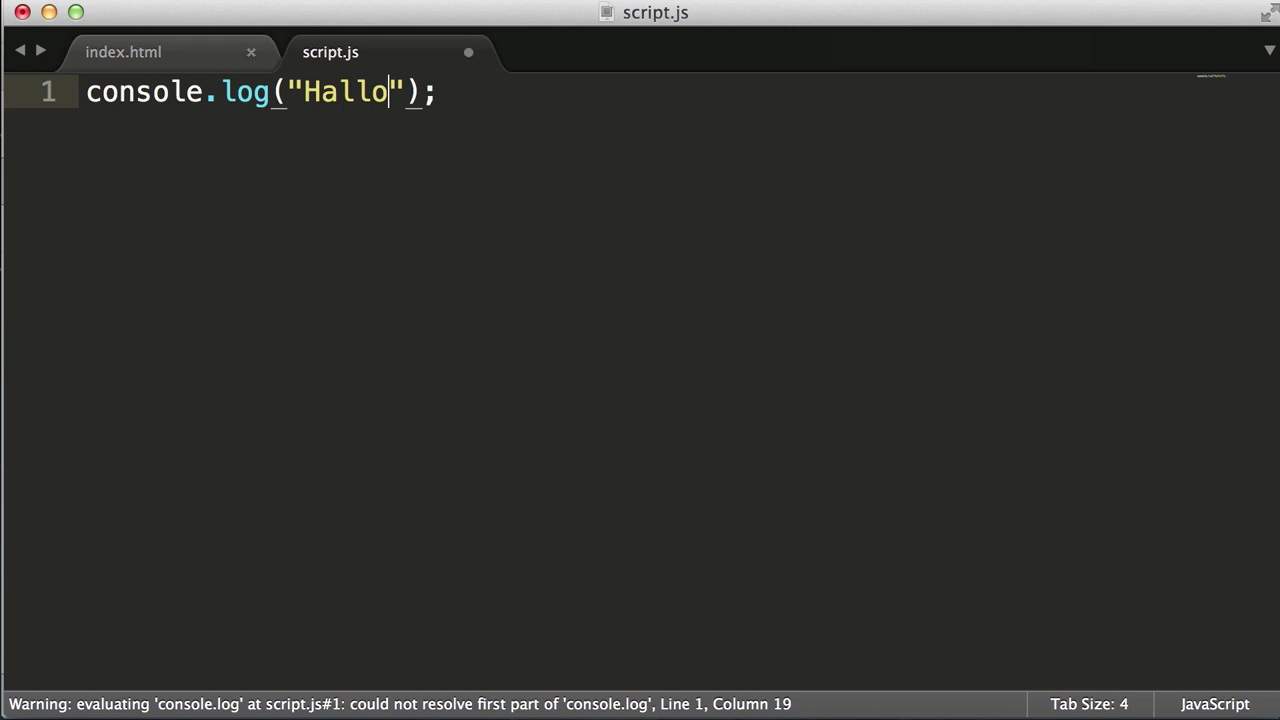 script.js
index.html
script.js
1 console.log("Hallo");
Warning: evaluating 'console.log' at script.js#1: could not resolve first part of 'console.log', Line 1, Column 19
Tab Size: 4
JavaScript